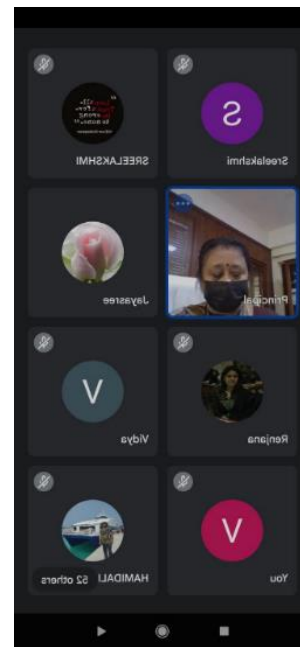 S
SREELAKSHMI Sreelakshmi
Jayasree Principal
V
Vidya Renjana
V
HAMIDALI 52 others You